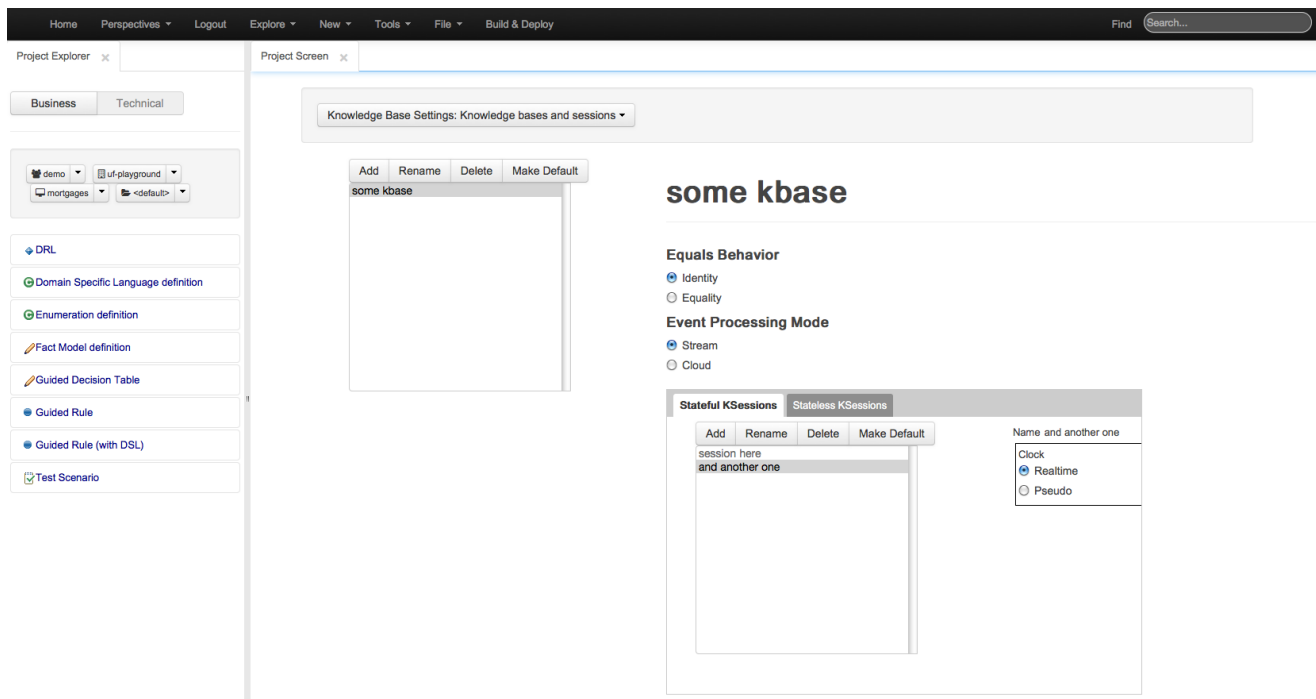 Home Perspectives Logout Explore New Tools File Build & Deploy Find Search...
Project Explorer
Project Screen
Business Technical
demo uf-playground
mortgages <default>
DRL
Domain Specific Language definition
Enumeration definition
Fact Model definition
Guided Decision Table
Guided Rule
Guided Rule (with DSL)
Test Scenario
Knowledge Base Settings: Knowledge bases and sessions
Add Rename Delete Make Default
some kbase
some kbase
Equals Behavior
Identity
Equality
Event Processing Mode
Stream
Cloud
Stateful KSessions Stateless KSessions
Add Rename Delete Make Default
session here
and another one
Name and another one
Clock
Realtime
Pseudo